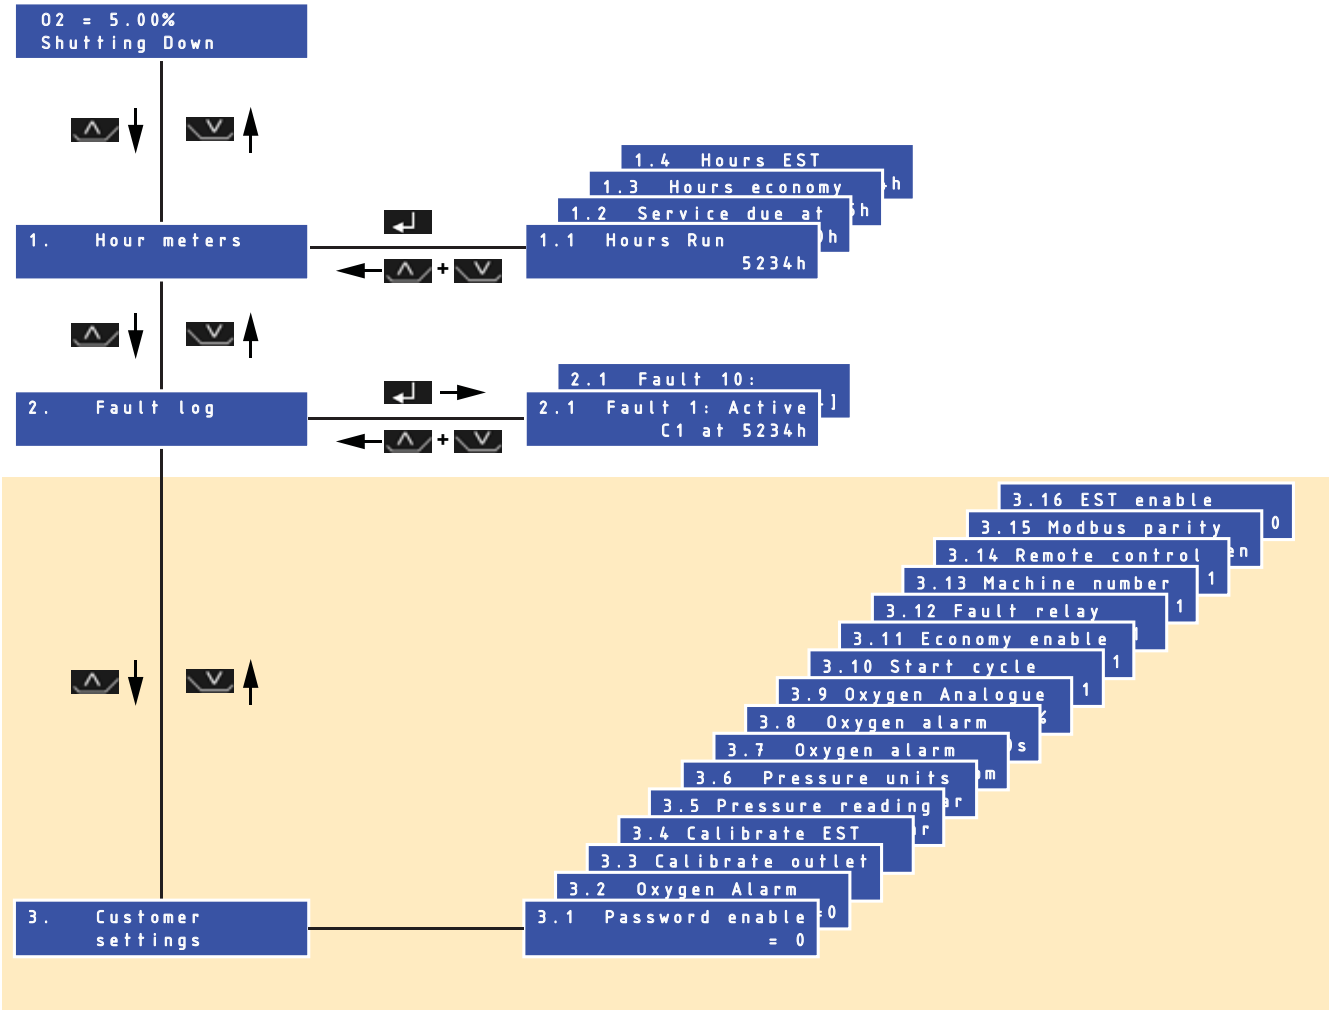 O2 = 5.00%
Shutting Down
1.4 Hours EST
h
1.3 Hours economy
h
1.2 Service due at
h
1. Hour meters
1.1 Hours Run
5234h
+
2.1 Fault 10:
.]
2. Fault log
2.1 Fault 1: Active
C1 at 5234h
+
3.16 EST enable
0
3.15 Modbus parity
en
3.14 Remote control
1
3.13 Machine number
1
3.12 Fault relay
3.11 Economy enable
1
3.10 Start cycle
1
3.9 Oxygen Analogue
%
3.8 Oxygen alarm
0s
3.7 Oxygen alarm
om
3.6 Pressure units
ar
3.5 Pressure reading
ar
3.4 Calibrate EST
3.3 Calibrate outlet
3.2 Oxygen Alarm
=0
3. Customer
settings
3.1 Password enable
= 0